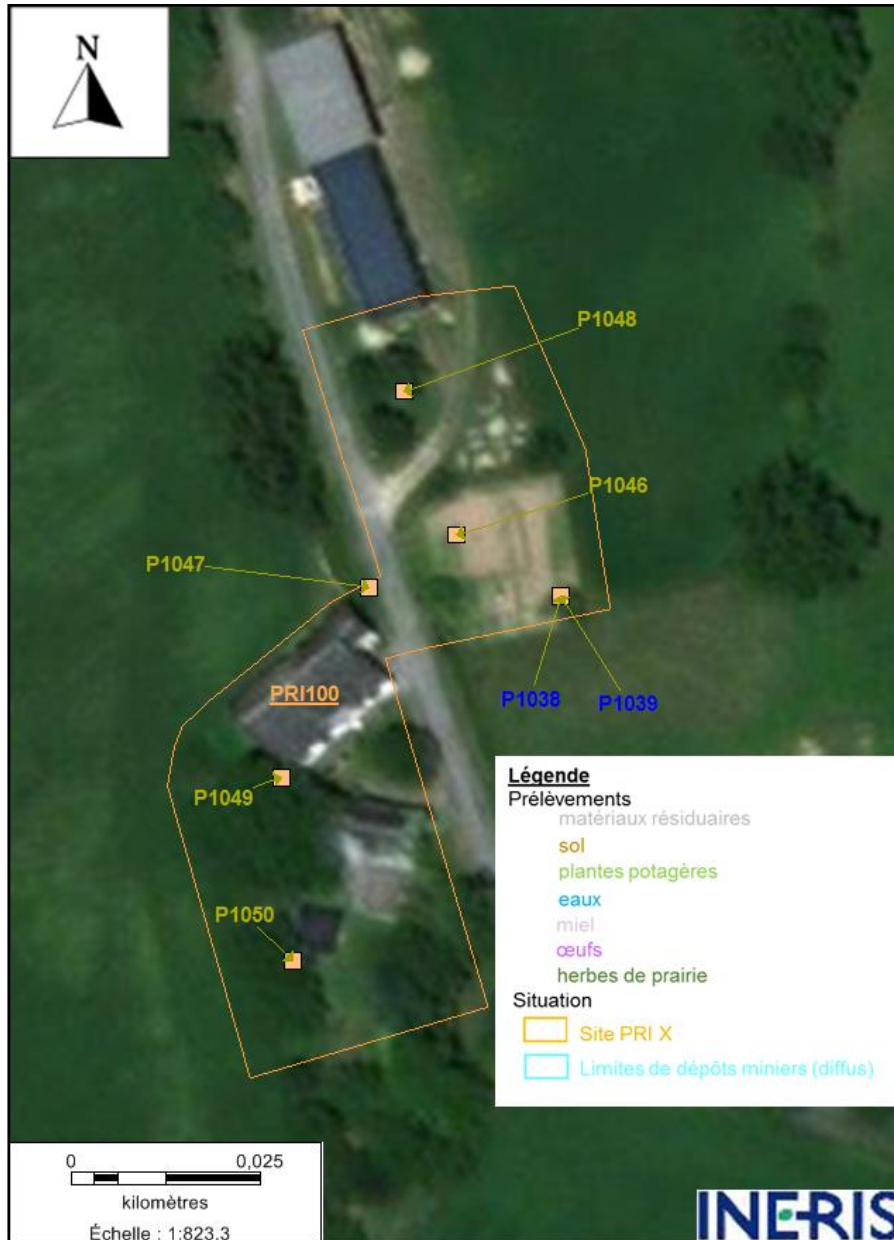 N
P1048
P1046
P1047
PRI100
P1038
P1039
P1049
P1050
Légende
Prélèvements
matériaux résiduaires
sol
plantes potagères
eaux
miel
œufs
herbes de prairie
Situation
Site PRI X
Limites de dépôts miniers (diffus)
0 0,025
kilomètres
Échelle : 1:823.3
INERIS